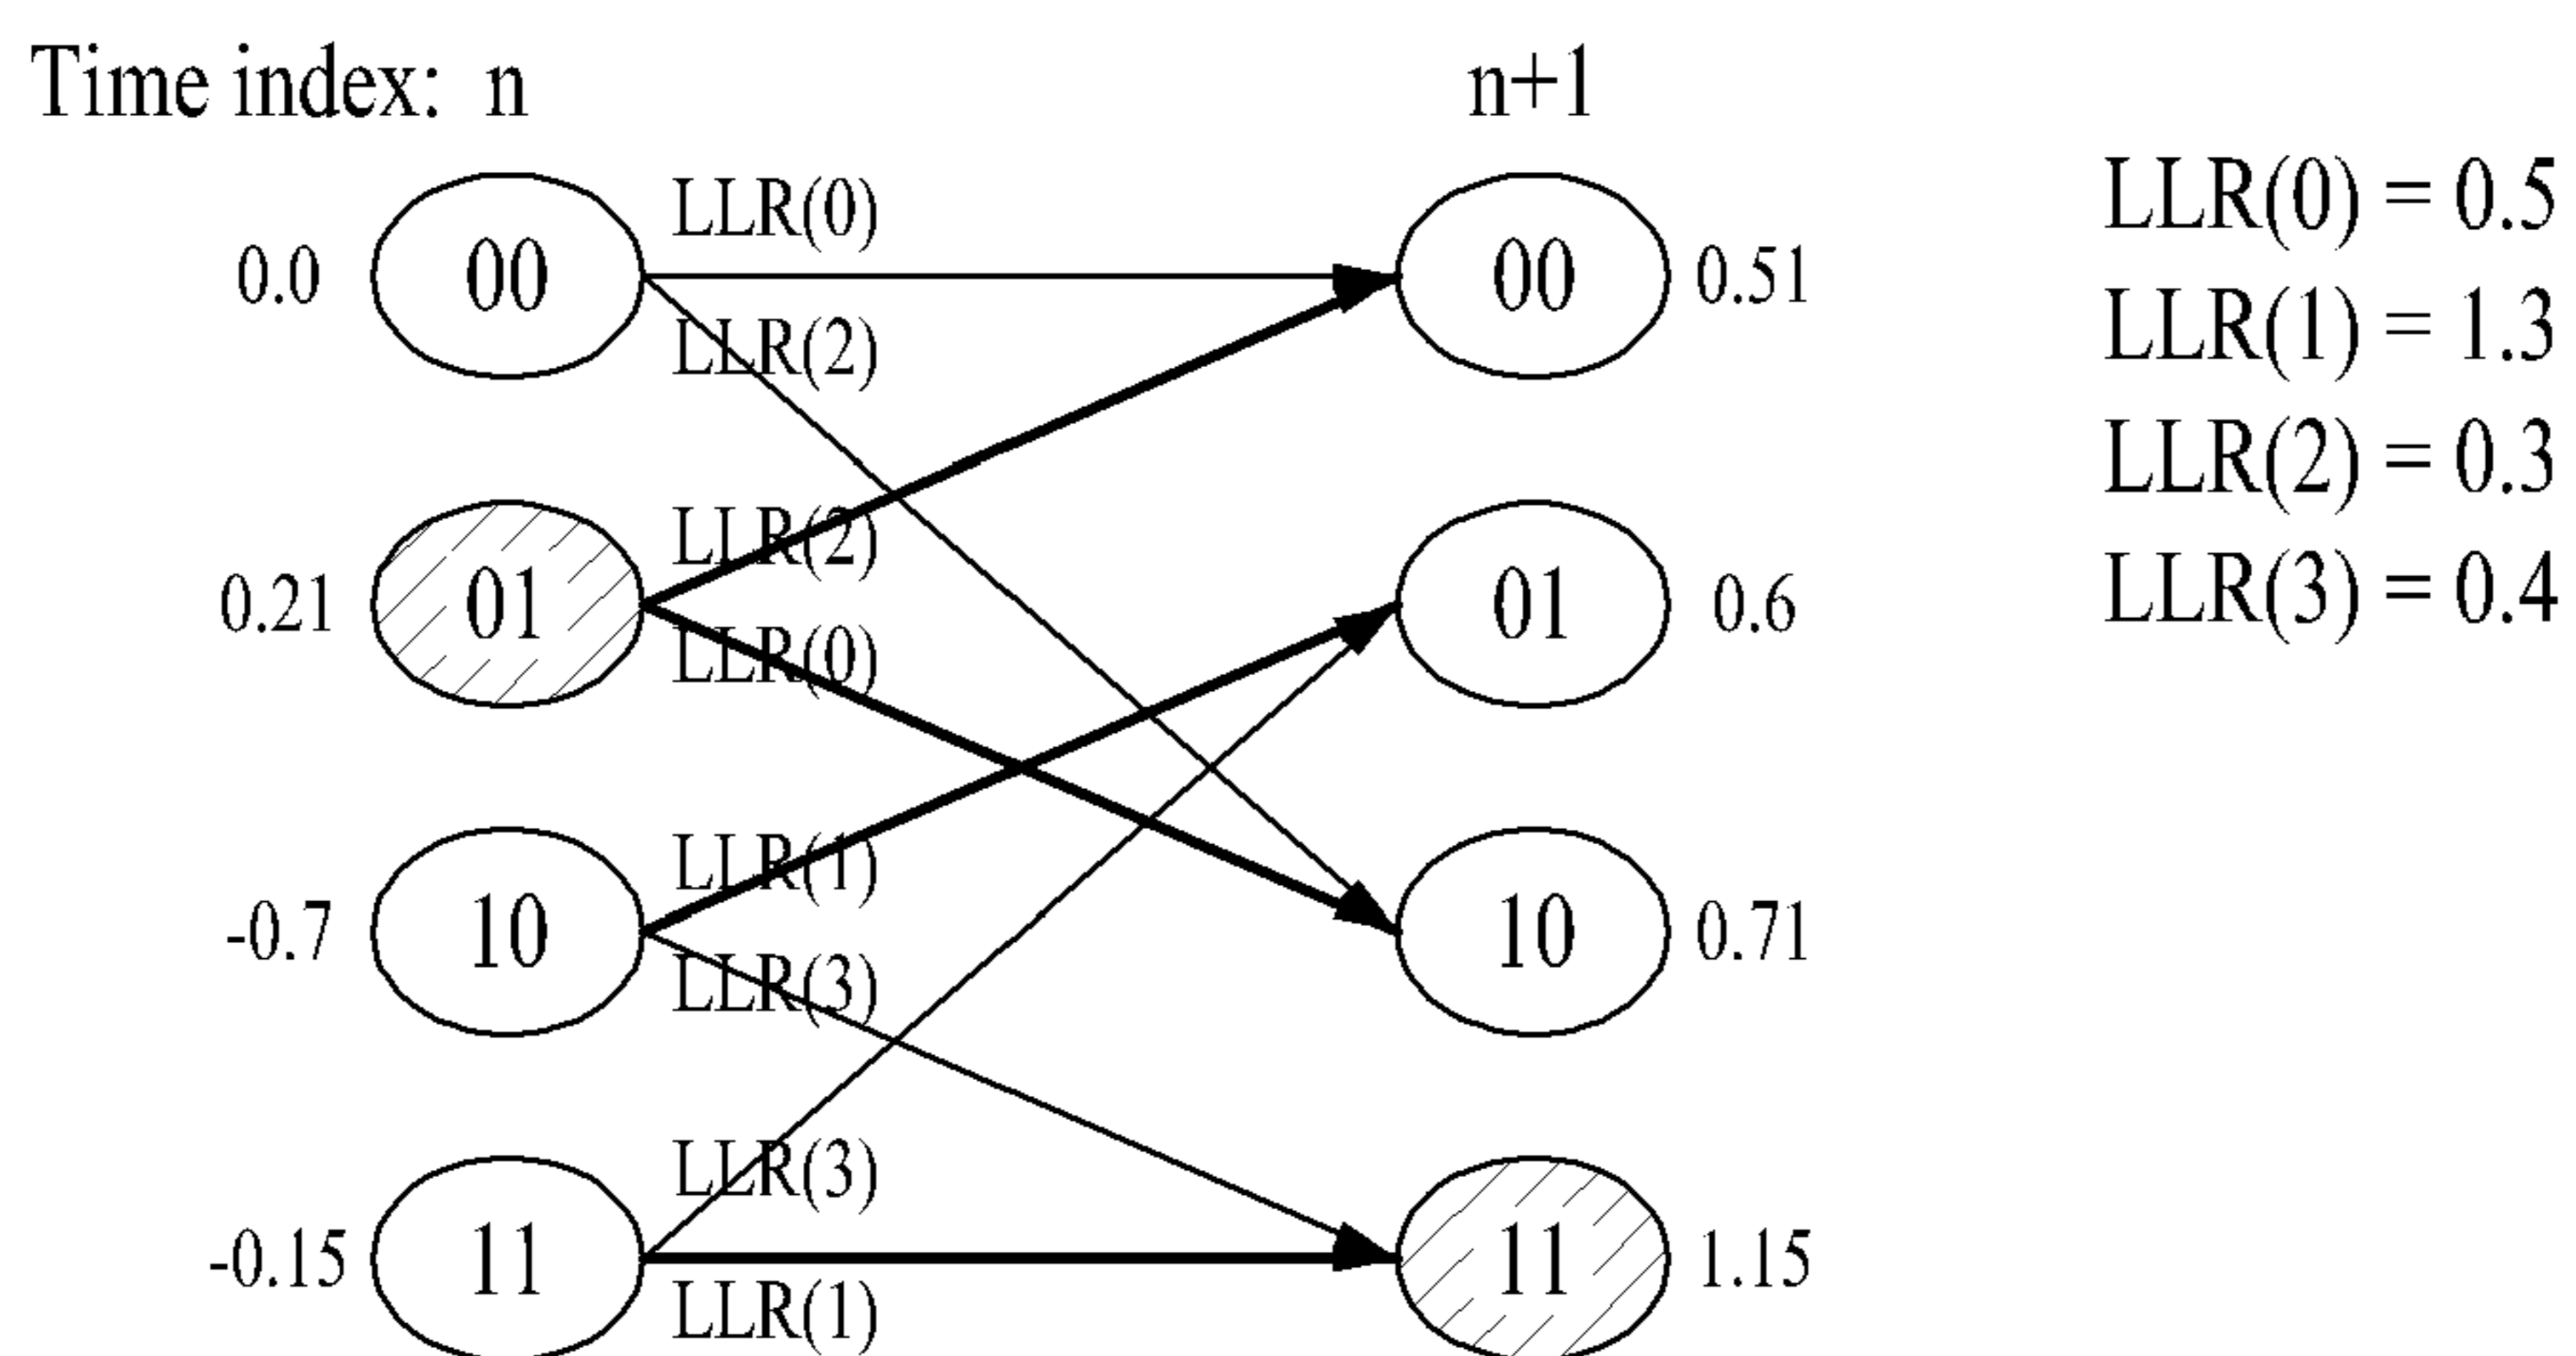 Time index: n n+1
LLR(0) = 0.5
LLR(1) = 1.3
LLR(2) = 0.3
LLR(3) = 0.4
0.0 00 LLR(0) 00 0.51
LLR(2)
LLR(2)
0.21 01 01 0.6
LLR(0)
LLR(1)
-0.7 10 10 0.71
LLR(3)
LLR(3)
-0.15 11 11 1.15
LLR(1)